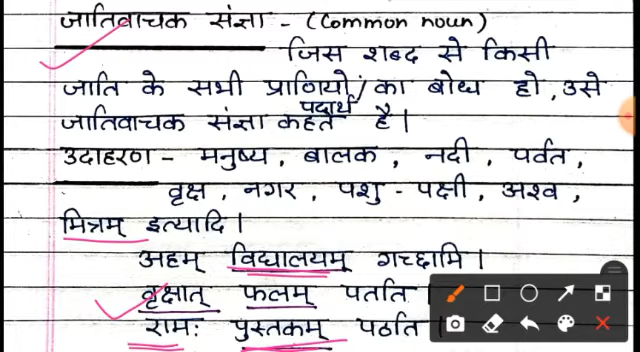 जातिवाचक संज्ञा - (Common noun)
जिस शब्द से किसी
जाति के सभी प्राणियों/ का बोध हो, उसे
पदार्थ
जातिवाचक संज्ञा कहते है।
उदाहरण - मनुष्य, बालक, नदी, पर्वत,
वृक्ष, नगर, पशु - पक्षी, अश्व,
मित्रम् इत्यादि।
अहम् विद्यालयम् गच्छामि।
वृक्षात् फलम् पतति।
रामः पुस्तकम् पठति।